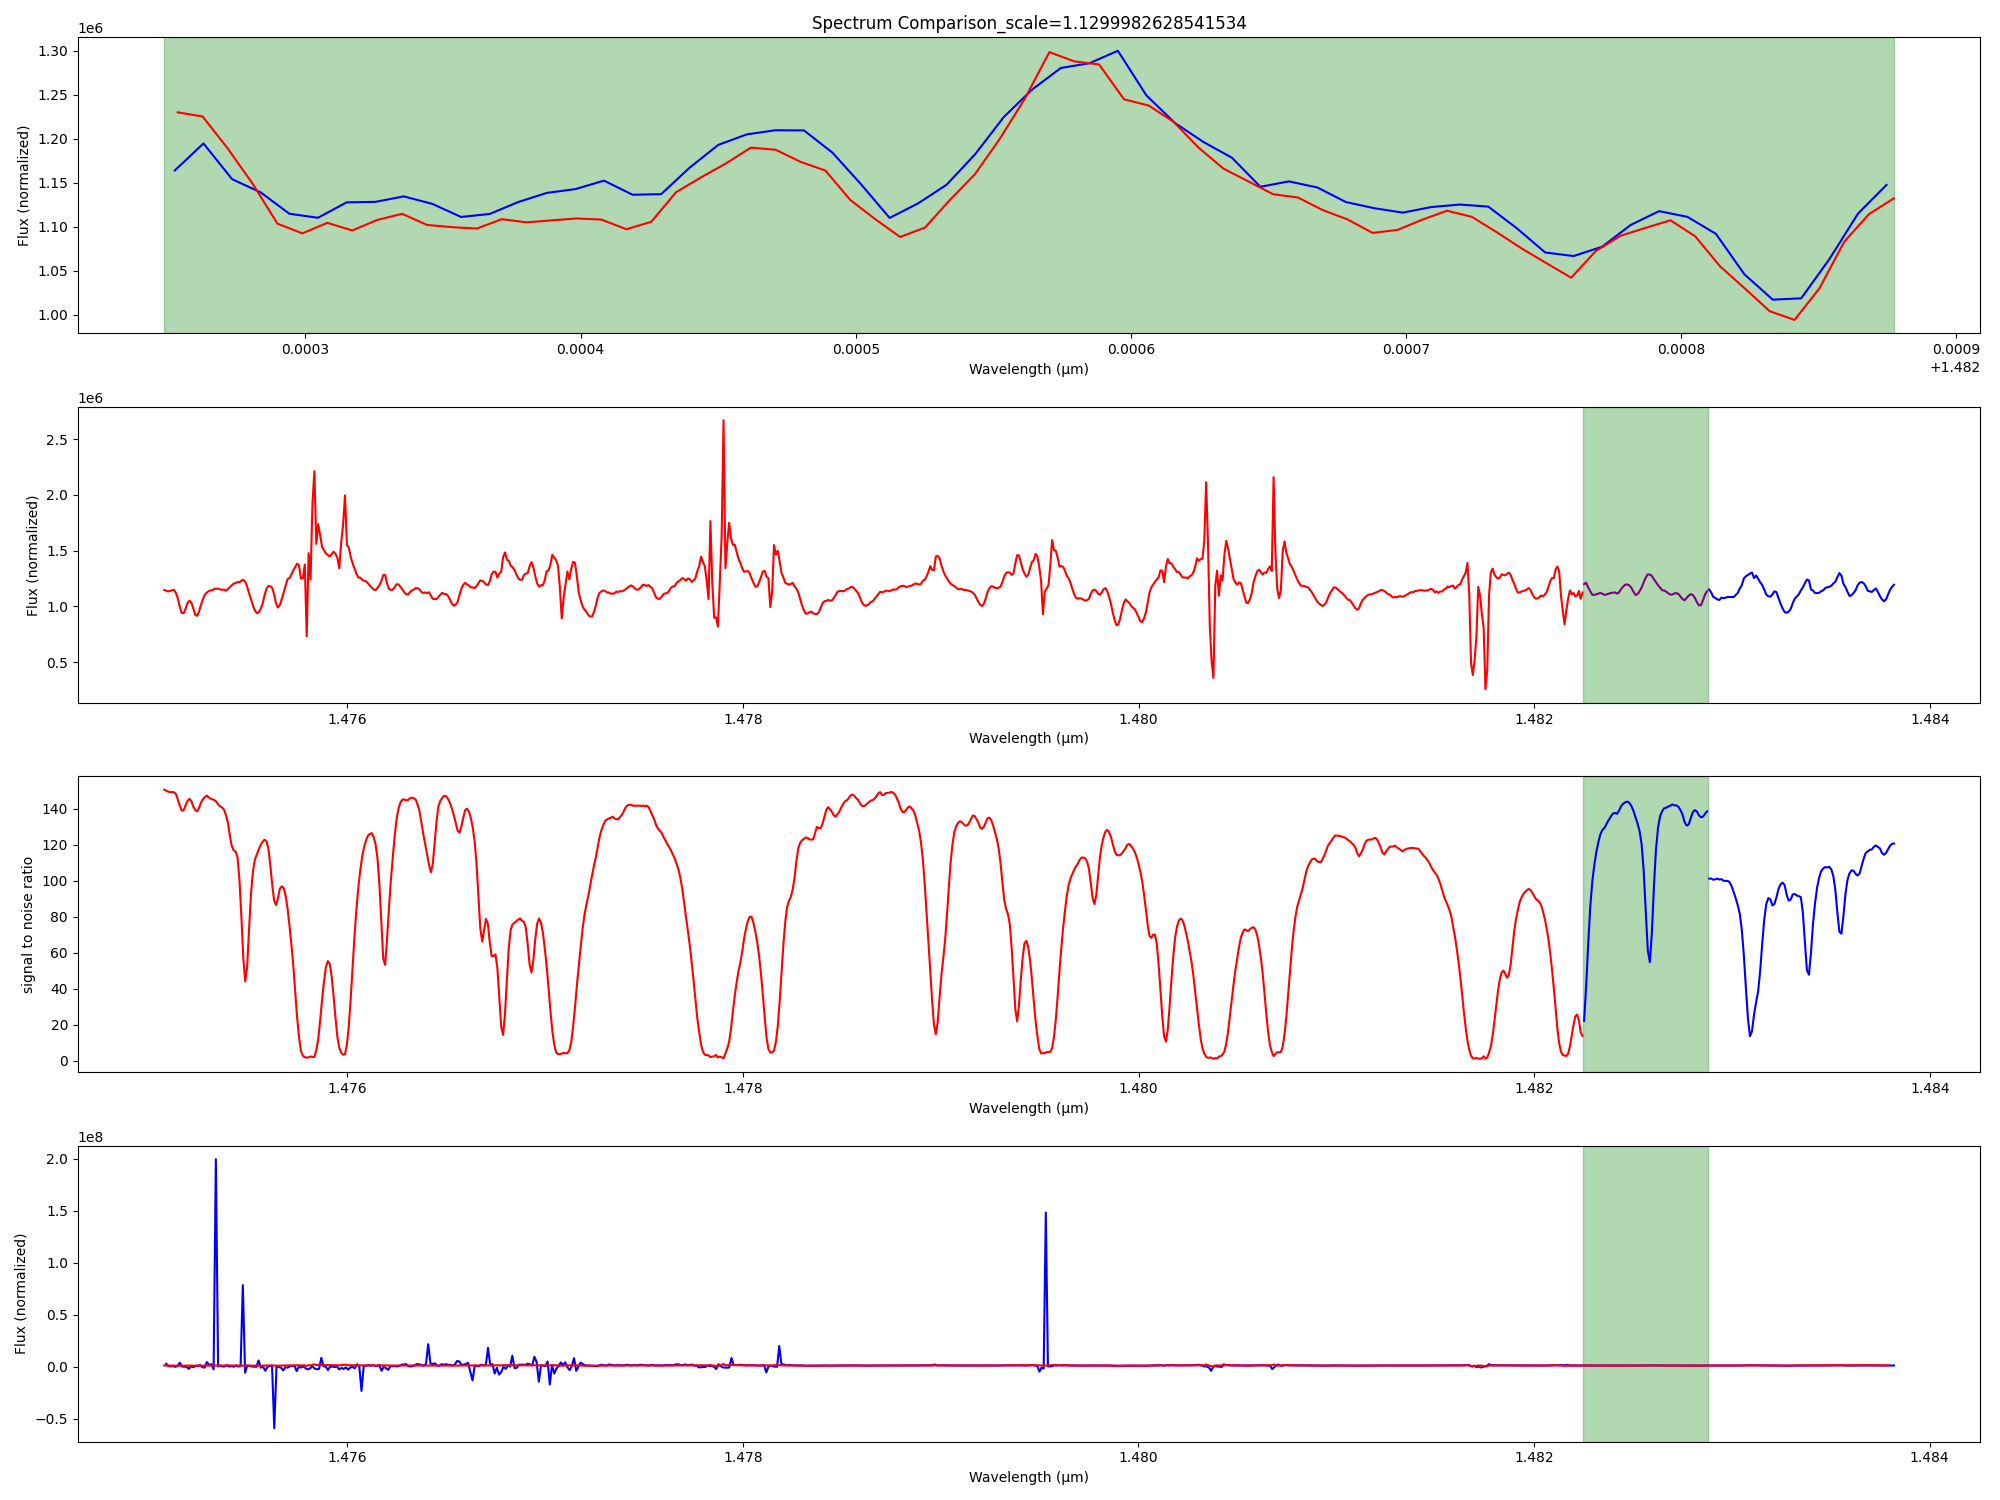 Spectrum Comparison_scale=1.1299982628541534
1e6
1.30
1.25
1.20
1.15
1.10
1.05
1.00
Flux (normalized)
0.0003 0.0004 0.0005 0.0006 0.0007 0.0008 0.0009
+1.482
Wavelength (μm)
1e6
2.5
2.0
1.5
1.0
0.5
Flux (normalized)
1.476 1.478 1.480 1.482 1.484
Wavelength (μm)
140
120
100
80
60
40
20
0
signal to noise ratio
1.476 1.478 1.480 1.482 1.484
Wavelength (μm)
1e8
2.0
1.5
1.0
0.5
0.0
−0.5
Flux (normalized)
1.476 1.478 1.480 1.482 1.484
Wavelength (μm)